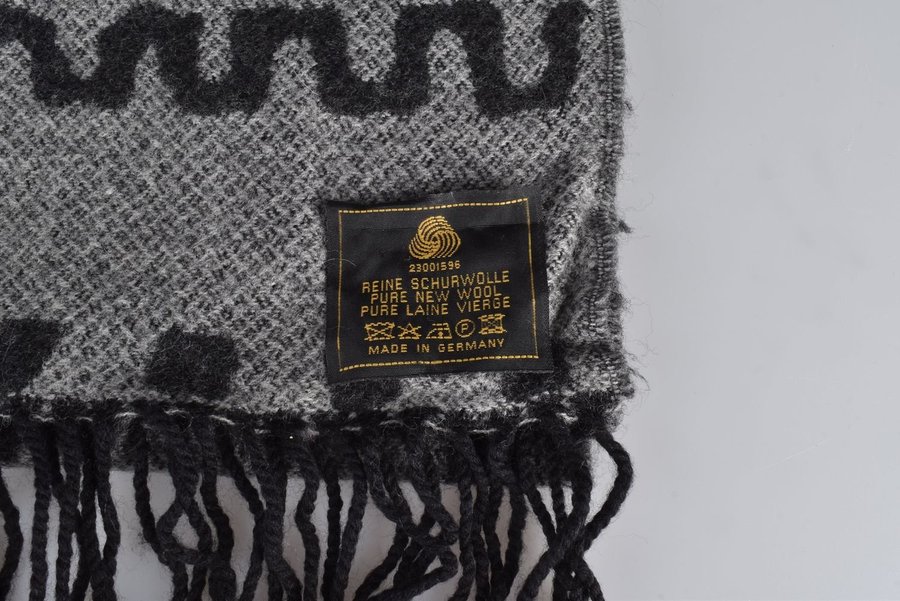 23001596
REINE SCHURWOLLE
PURE NEW WOOL
PURE LAINE VIERGE
P
MADE IN GERMANY